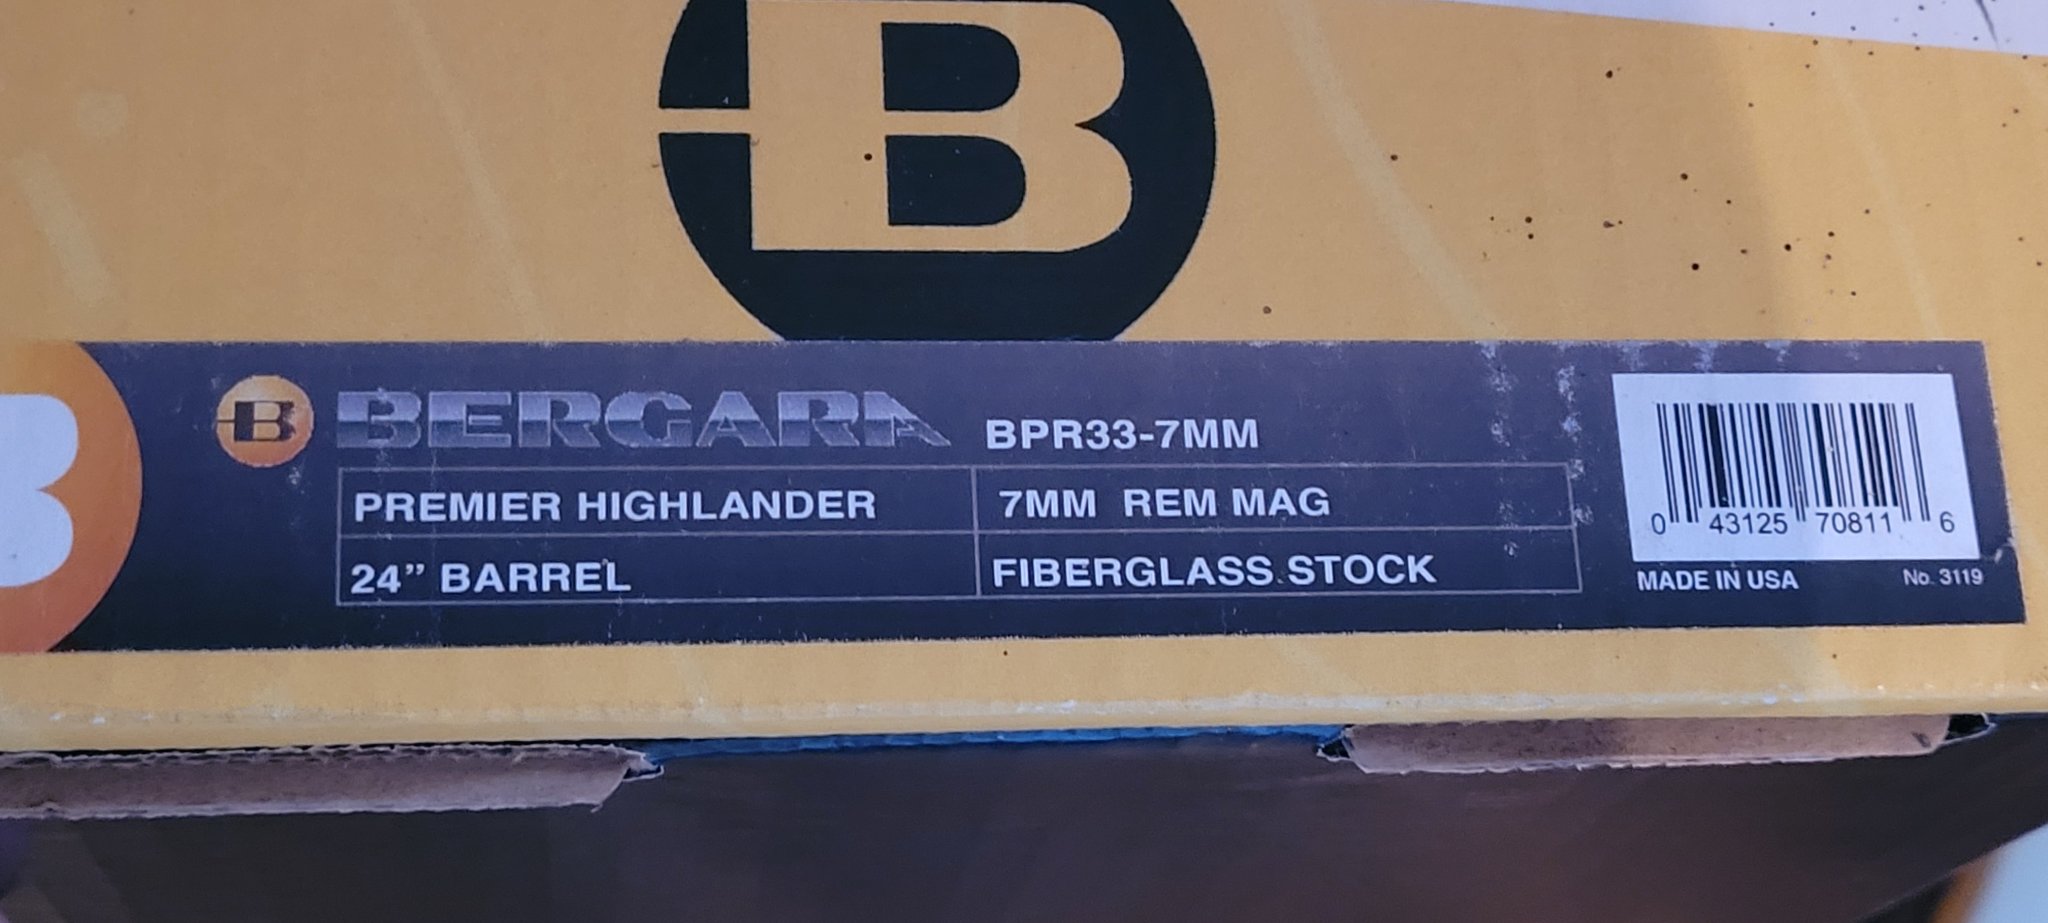 B
B BERGARA BPR33-7MM
PREMIER HIGHLANDER 7MM REM MAG
24” BARREL FIBERGLASS STOCK
0 43125 70811 6
MADE IN USA No. 3119